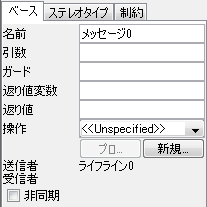 ベース ステレオタイプ 制約
名前 メッセージ0
引数
ガード
返り値変数
返り値
操作 <<Unspecified>>
プロ... 新規...
送信者 ライフライン0
受信者
非同期